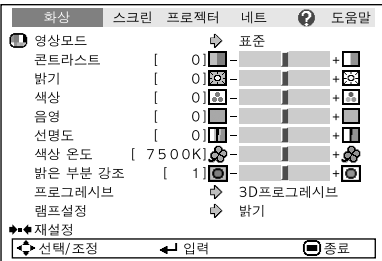 화상 스크린 프로젝터 네트 ? 도움말
영상모드 표준
콘트라스트 [ 0] - +
밝기 [ 0] - +
색상 [ 0] - +
음영 [ 0] - +
선명도 [ 0] - +
색상 온도 [ 7500K] - +
밝은 부분 강조 [ 1] - +
프로그레시브 3D프로그레시브
램프설정 밝기
재설정
선택/조정 입력 종료